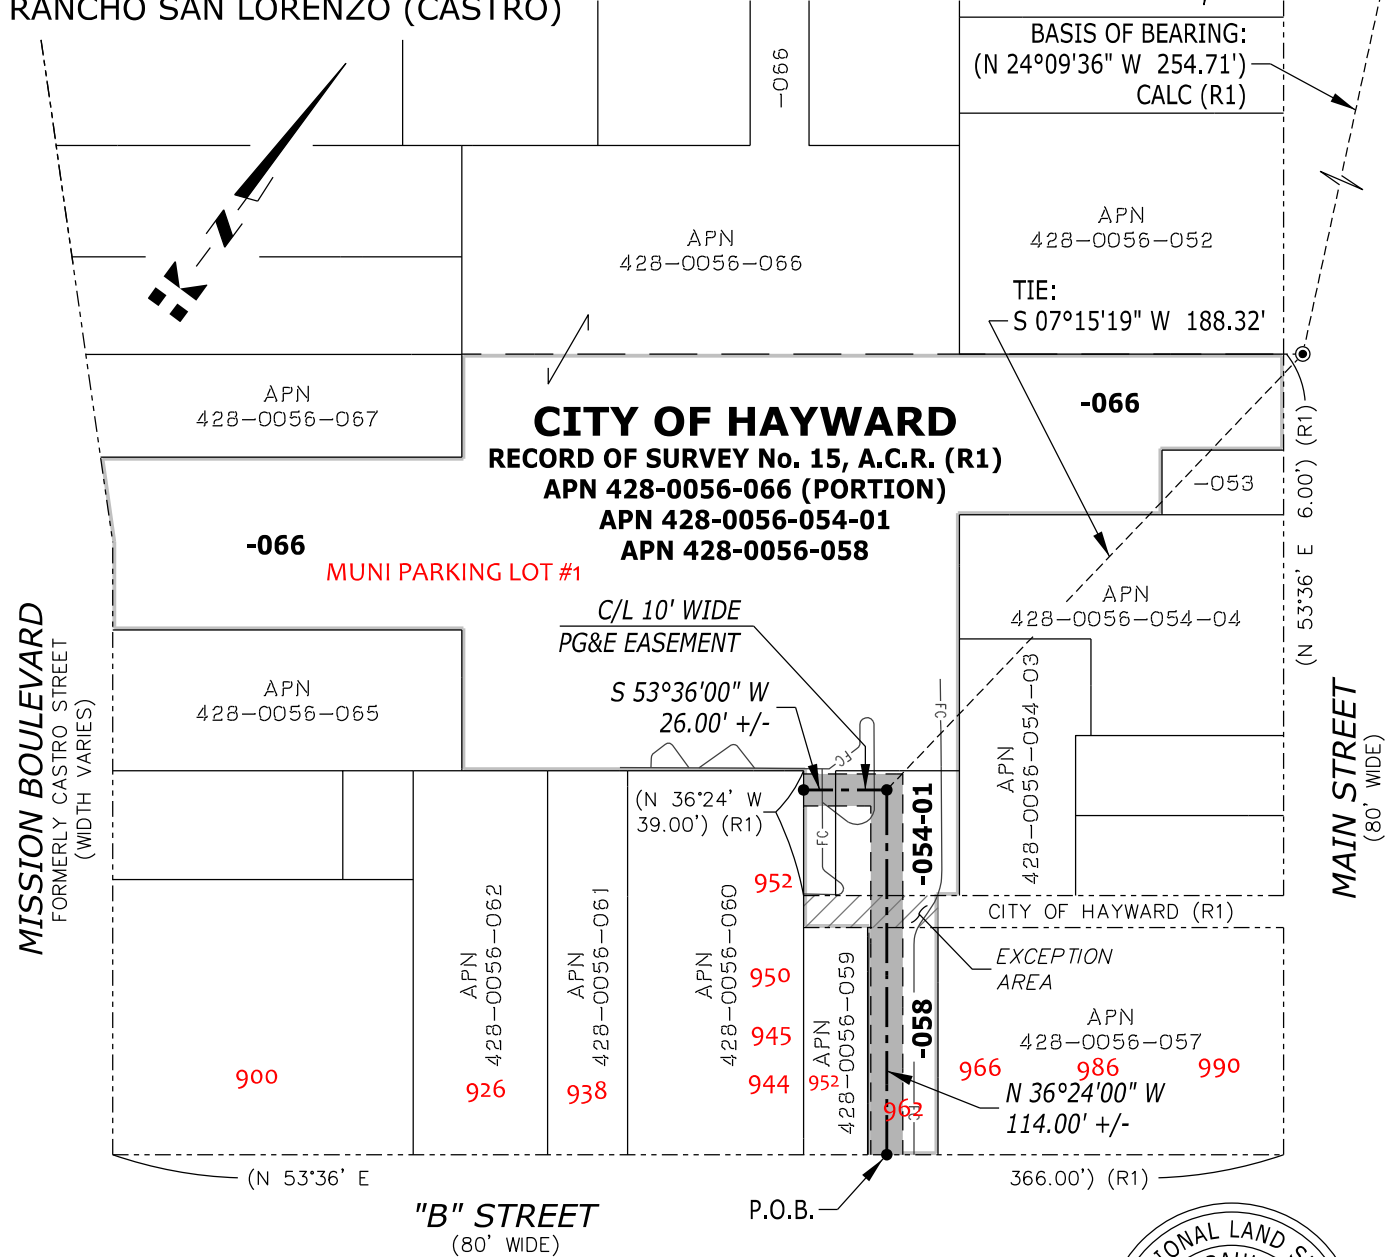 RANCHO SAN LORENZO (CASTRO)
-066
BASIS OF BEARING:
(N 24°09'36" W 254.71')
CALC (R1)
APN
428-0056-066
APN
428-0056-052
TIE:
S 07°15'19" W 188.32'
APN
428-0056-067
CITY OF HAYWARD
RECORD OF SURVEY No. 15, A.C.R. (R1)
APN 428-0056-066 (PORTION)
APN 428-0056-054-01
APN 428-0056-058
-066
-053
(N 53°36' E 6.00') (R1)
-066
MUNI PARKING LOT #1
C/L 10' WIDE
PG&E EASEMENT
APN
428-0056-054-04
S 53°36'00" W
26.00' +/-
APN
428-0056-065
MISSION BOULEVARD
FORMERLY CASTRO STREET
(WIDTH VARIES)
APN
428-0056-054-03
MAIN STREET
(80' WIDE)
FC
FC
FC
(N 36°24' W
39.00') (R1)
-054-01
952
CITY OF HAYWARD (R1)
EXCEPTION
AREA
APN
428-0056-062
APN
428-0056-061
APN
428-0056-060
950
945
944
APN
428-0056-059
952
-058
APN
428-0056-057
900
926
938
962
966
986
990
N 36°24'00" W
114.00' +/-
(N 53°36' E
366.00') (R1)
P.O.B.
"B" STREET
(80' WIDE)